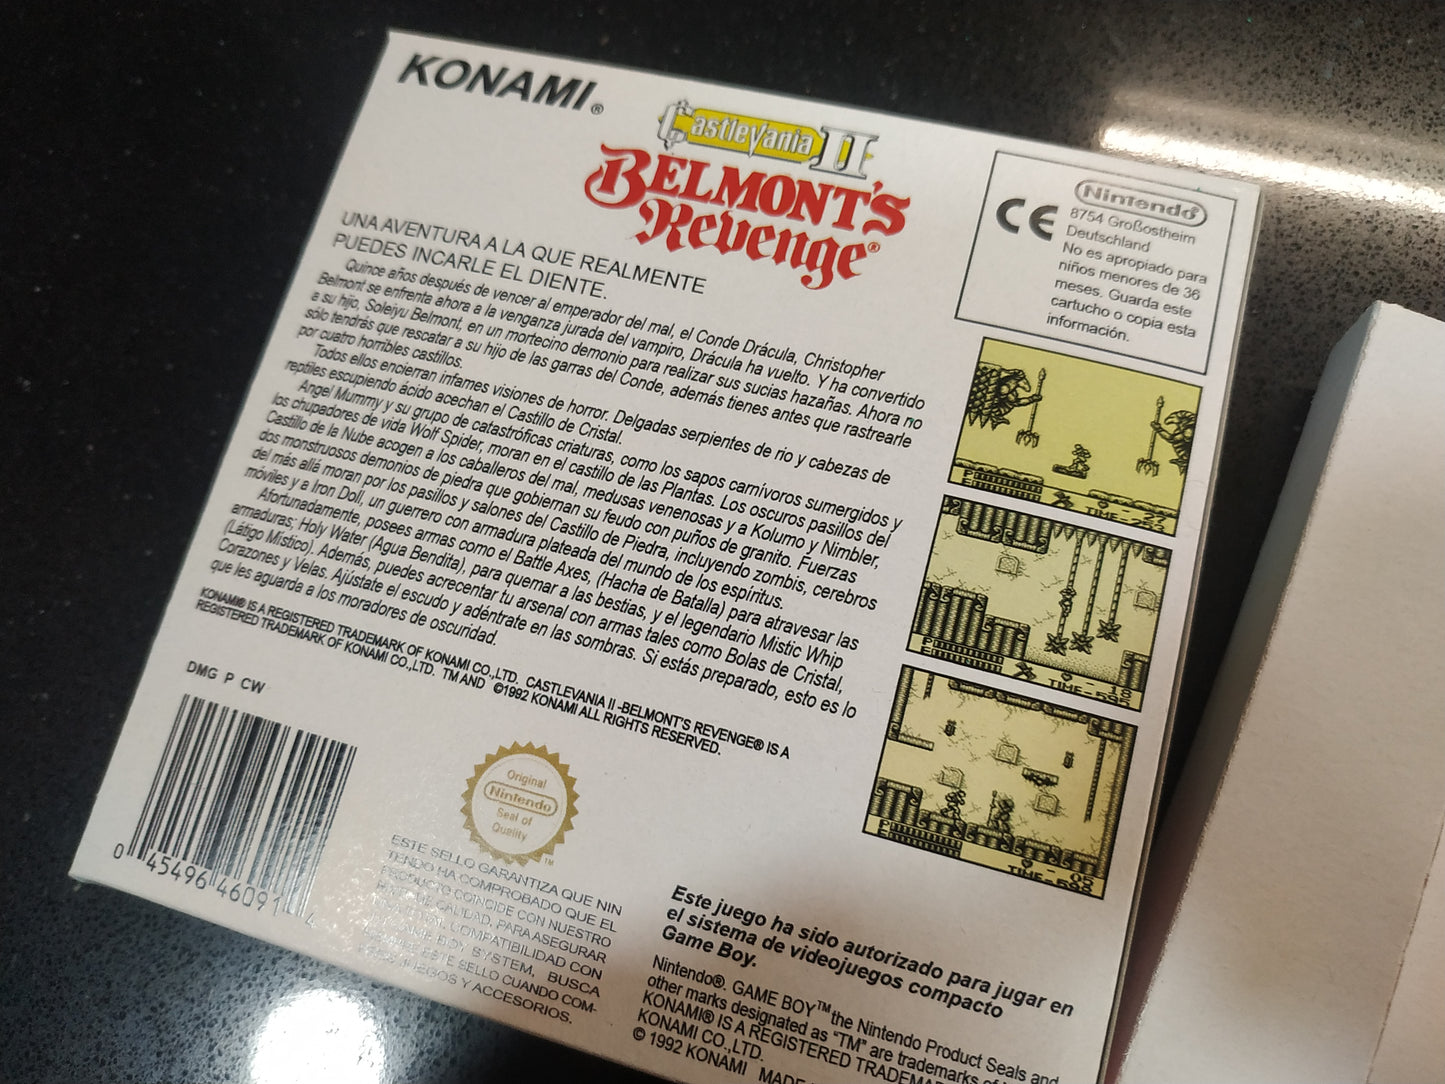 KONAMI®
Castlevania II
BELMONT'S
Revenge®
UNA AVENTURA A LA QUE REALMENTE
PUEDES INCARLE EL DIENTE.
Quince años después de vencer al emperador del mal, el Conde Drácula, Christopher
Belmont se enfrenta ahora a la venganza jurada del vampiro, Drácula ha vuelto. Y ha convertido
a su hijo, Soleiyu Belmont, en un mortecino demonio para realizar sus sucias hazañas. Ahora no
sólo tendrás que rescatar a su hijo de las garras del Conde, además tienes antes que rastrearle
por cuatro horribles castillos.
Todos ellos encierran infames visiones de horror. Delgadas serpientes de rio y cabezas de
reptiles escupiendo ácido acechan el Castillo de Cristal.
Angel Mummy y su grupo de catastróficas criaturas, como los sapos carnívoros sumergidos y
los chupadores de vida Wolf Spider, moran en el castillo de las Plantas. Los oscuros pasillos del
Castillo de la Nube acogen a los caballeros del mal, medusas venenosas y a Kolumo y Nimbler,
dos monstruosos demonios de piedra que gobiernan su feudo con puños de granito. Fuerzas
del más allá moran por los pasillos y salones del Castillo de Piedra, incluyendo zombis, cerebros
móviles y a Iron Doll, un guerrero con armadura plateada del mundo de los espíritus.
Afortunadamente, posees armas como el Battle Axes, (Hacha de Batalla) para atravesar las
armaduras; Holy Water (Agua Bendita), para quemar a las bestias, y el legendario Mistic Whip
(Látigo Mistico). Además, puedes acrecentar tu arsenal con armas tales como Bolas de Cristal,
Corazones y Velas. Ajústate el escudo y adéntrate en las sombras. Si estás preparado, esto es lo
que les aguarda a los moradores de oscuridad.
KONAMI® IS A REGISTERED TRADEMARK OF KONAMI CO.,LTD. CASTLEVANIA II -BELMONT'S REVENGE® IS A
REGISTERED TRADEMARK OF KONAMI CO.,LTD. TM AND ©1992 KONAMI ALL RIGHTS RESERVED.
DMG P CW
0 45496 46091 4
Original
Nintendo
Seal of
Quality
TM
ESTE SELLO GARANTIZA QUE NIN
TENDO HA COMPROBADO QUE EL
PRODUCTO COINCIDE CON NUESTRO
DE CALIDAD, PARA ASEGURAR
COMPATIBILIDAD CON
GAME BOY SYSTEM, BUSCA
ESTE SELLO CUANDO COM-
JUEGOS Y ACCESORIOS.
CE
Nintendo®
8754 Großostheim
Deutschland
No es apropiado para
niños menores de 36
meses. Guarda este
cartucho o copia esta
información.
P
E
TIME-
P
E
0 - 18
TIME-595
P
E
0 - 05
TIME-598
Este juego ha sido autorizado para jugar en
el sistema de videojuegos compacto
Game Boy.
Nintendo®. GAME BOY™ the Nintendo Product Seals and
other marks designated as "TM" are trademarks of
KONAMI® IS A REGISTERED TRADEMARK
KONAMI CO.,LTD.
© 1992 KONAMI MADE